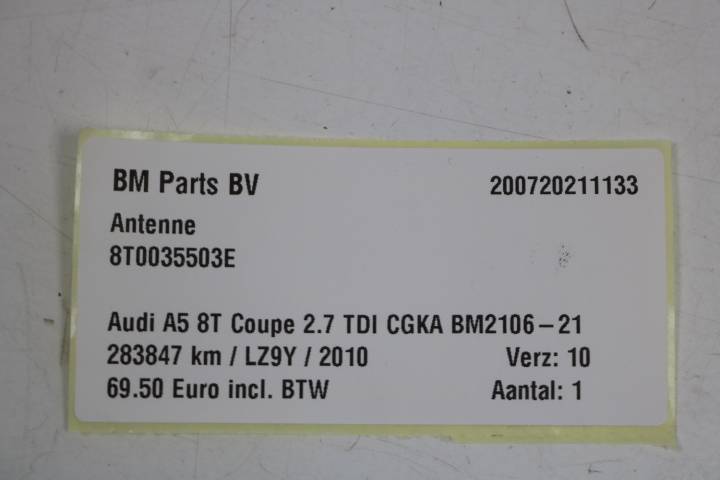 BM Parts BV 200720211133
Antenne
8T0035503E
Audi A5 8T Coupe 2.7 TDI CGKA BM2106-21
283847 km / LZ9Y / 2010 Verz: 10
69.50 Euro incl. BTW Aantal: 1